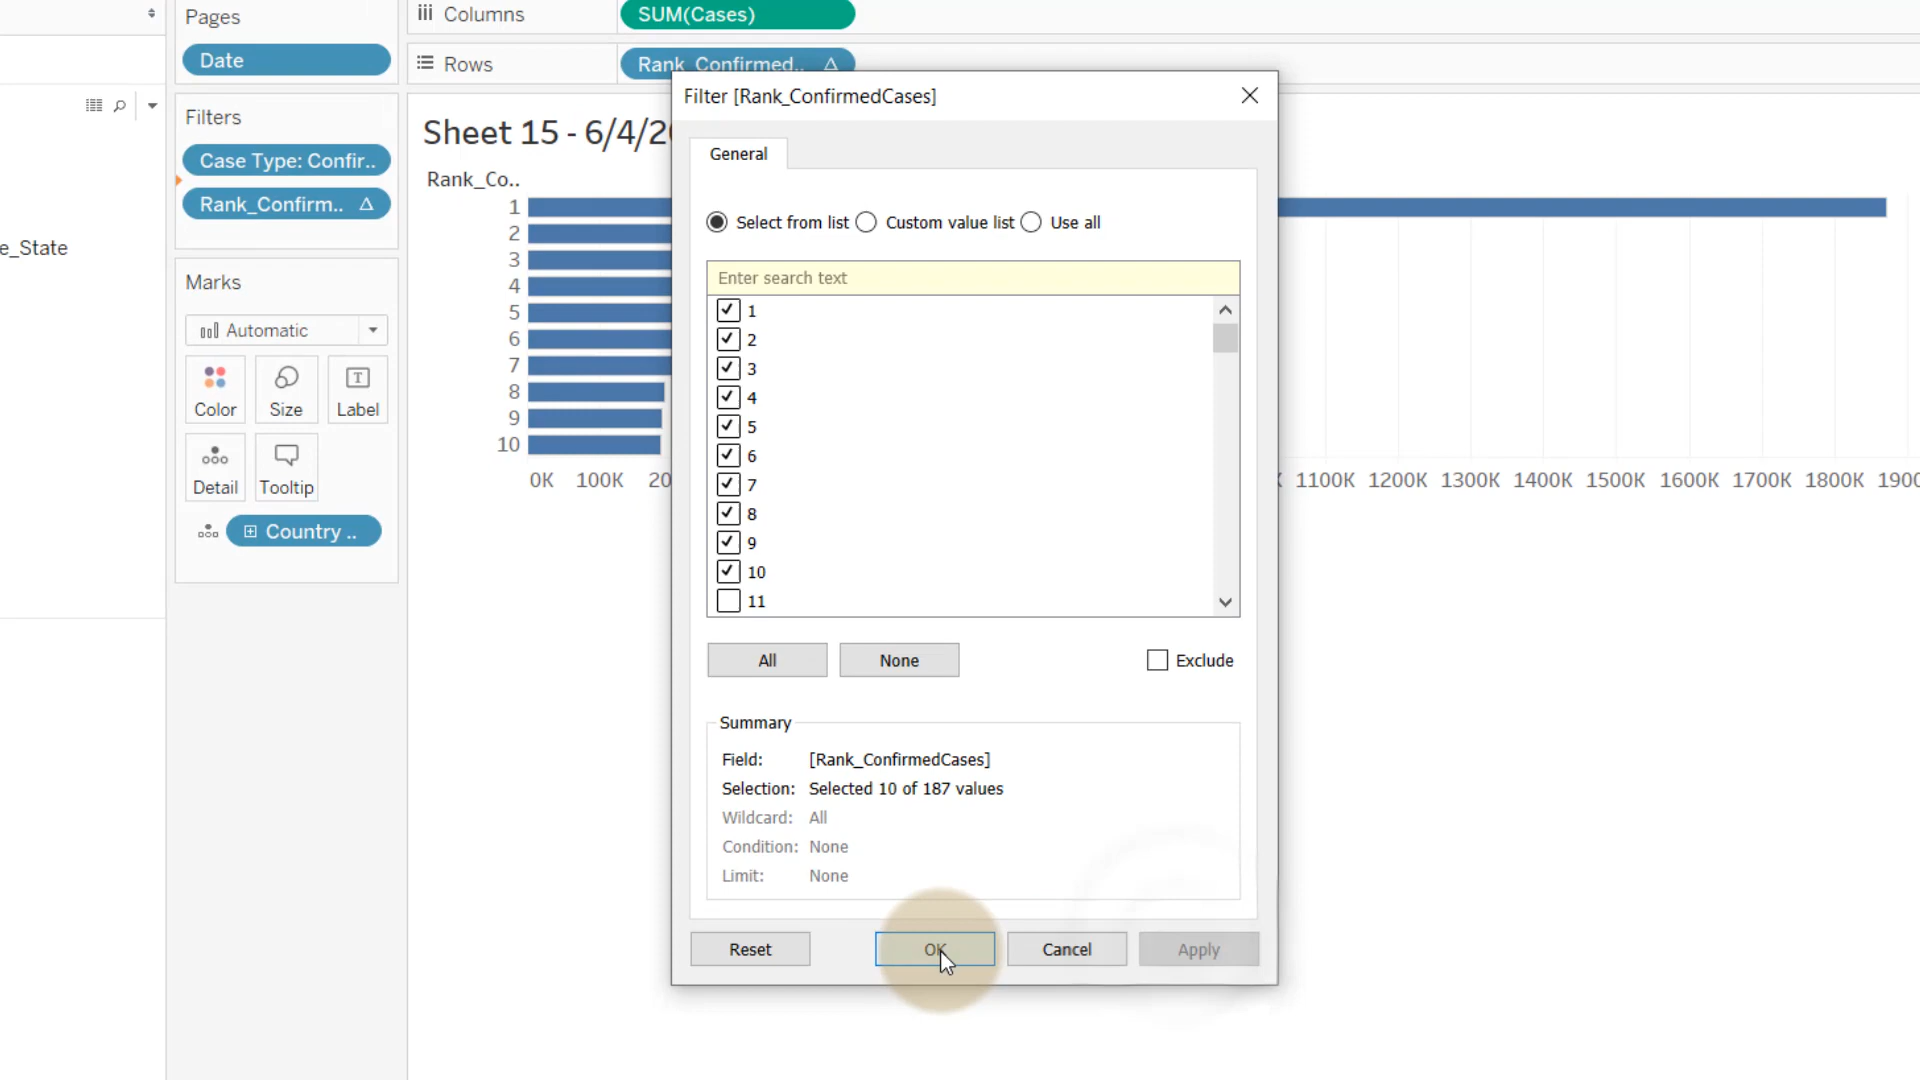 Pages
Date
Filters
Case Type: Confir..
Rank_Confirm..
e_State
Marks
Automatic
Color
Size
Label
Detail
Tooltip
Country ..
Columns
SUM(Cases)
Rows
Rank_Confirmed..
Sheet 15 - 6/4/20
Rank_Co..
1
2
3
4
5
6
7
8
9
10
0K 100K 20 1100K 1200K 1300K 1400K 1500K 1600K 1700K 1800K 1900
Filter [Rank_ConfirmedCases]
General
Select from list Custom value list Use all
Enter search text
1
2
3
4
5
6
7
8
9
10
11
All None Exclude
Summary
Field: [Rank_ConfirmedCases]
Selection: Selected 10 of 187 values
Wildcard: All
Condition: None
Limit: None
Reset OK Cancel Apply